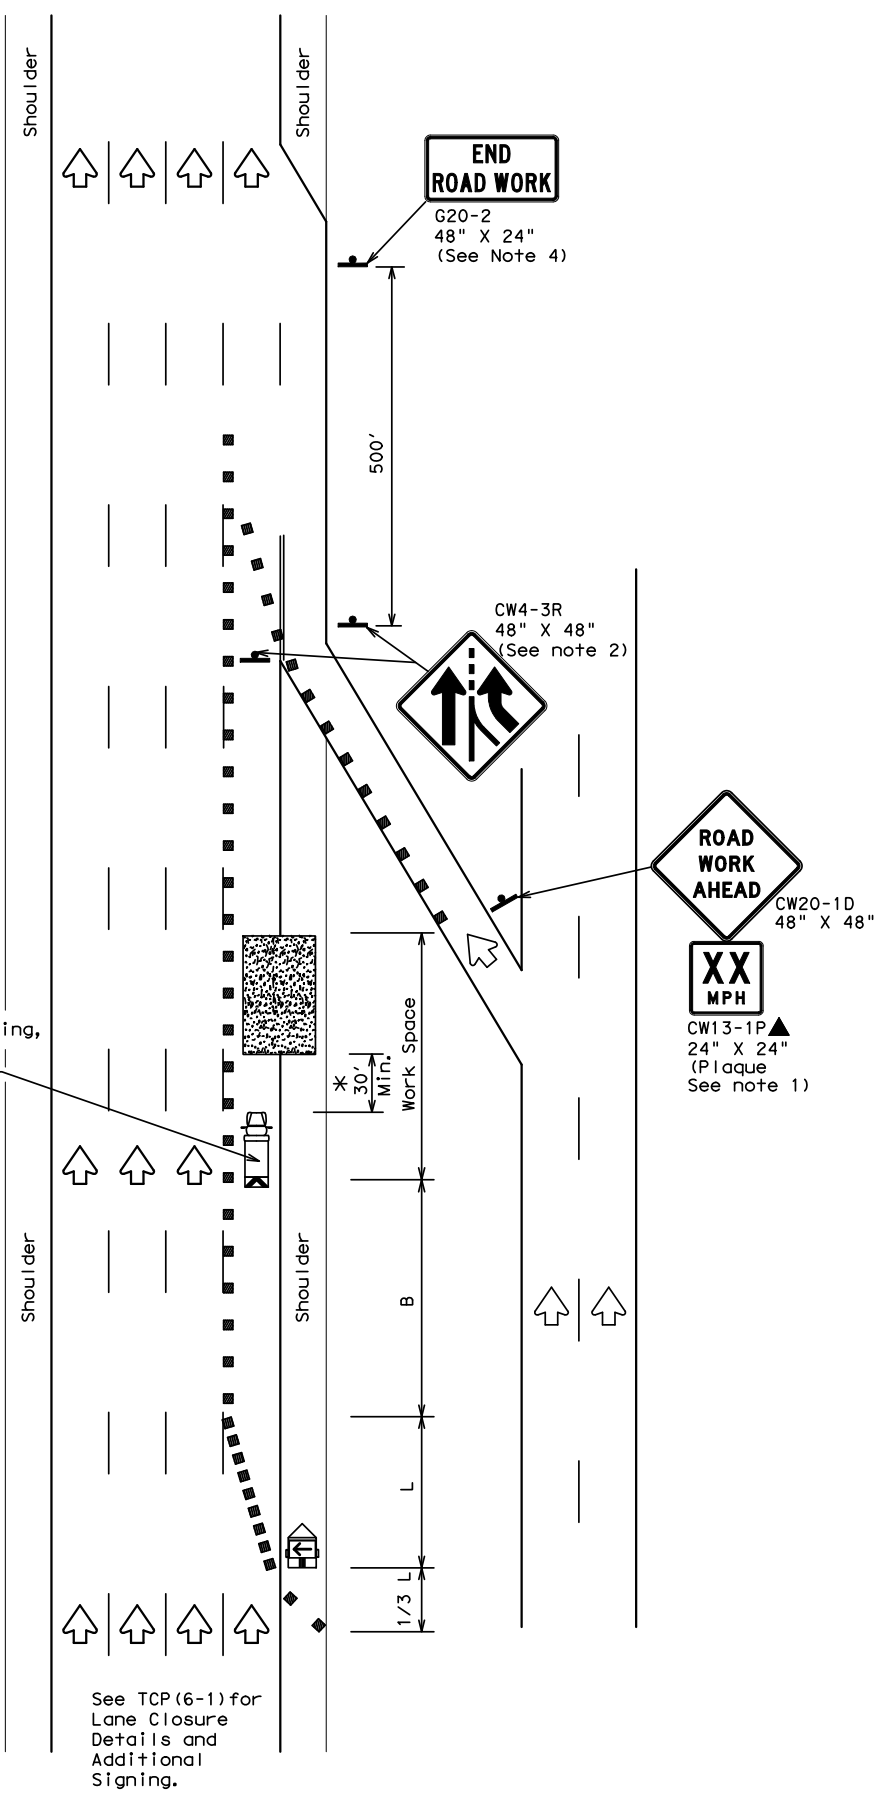 Shoulder
Shoulder
END
ROAD WORK
G20-2
48" X 24"
(See Note 4)
500'
CW4-3R
48" X 48"
(See note 2)
ROAD
WORK
AHEAD
CW20-1D
48" X 48"
XX
MPH
CW13-1P
24" X 24"
(Plaque
See note 1)
ing,
Work Space
*
30'
Min.
Shoulder
Shoulder
B
L
1/3 L
See TCP(6-1)for
Lane Closure
Details and
Additional
Signing.